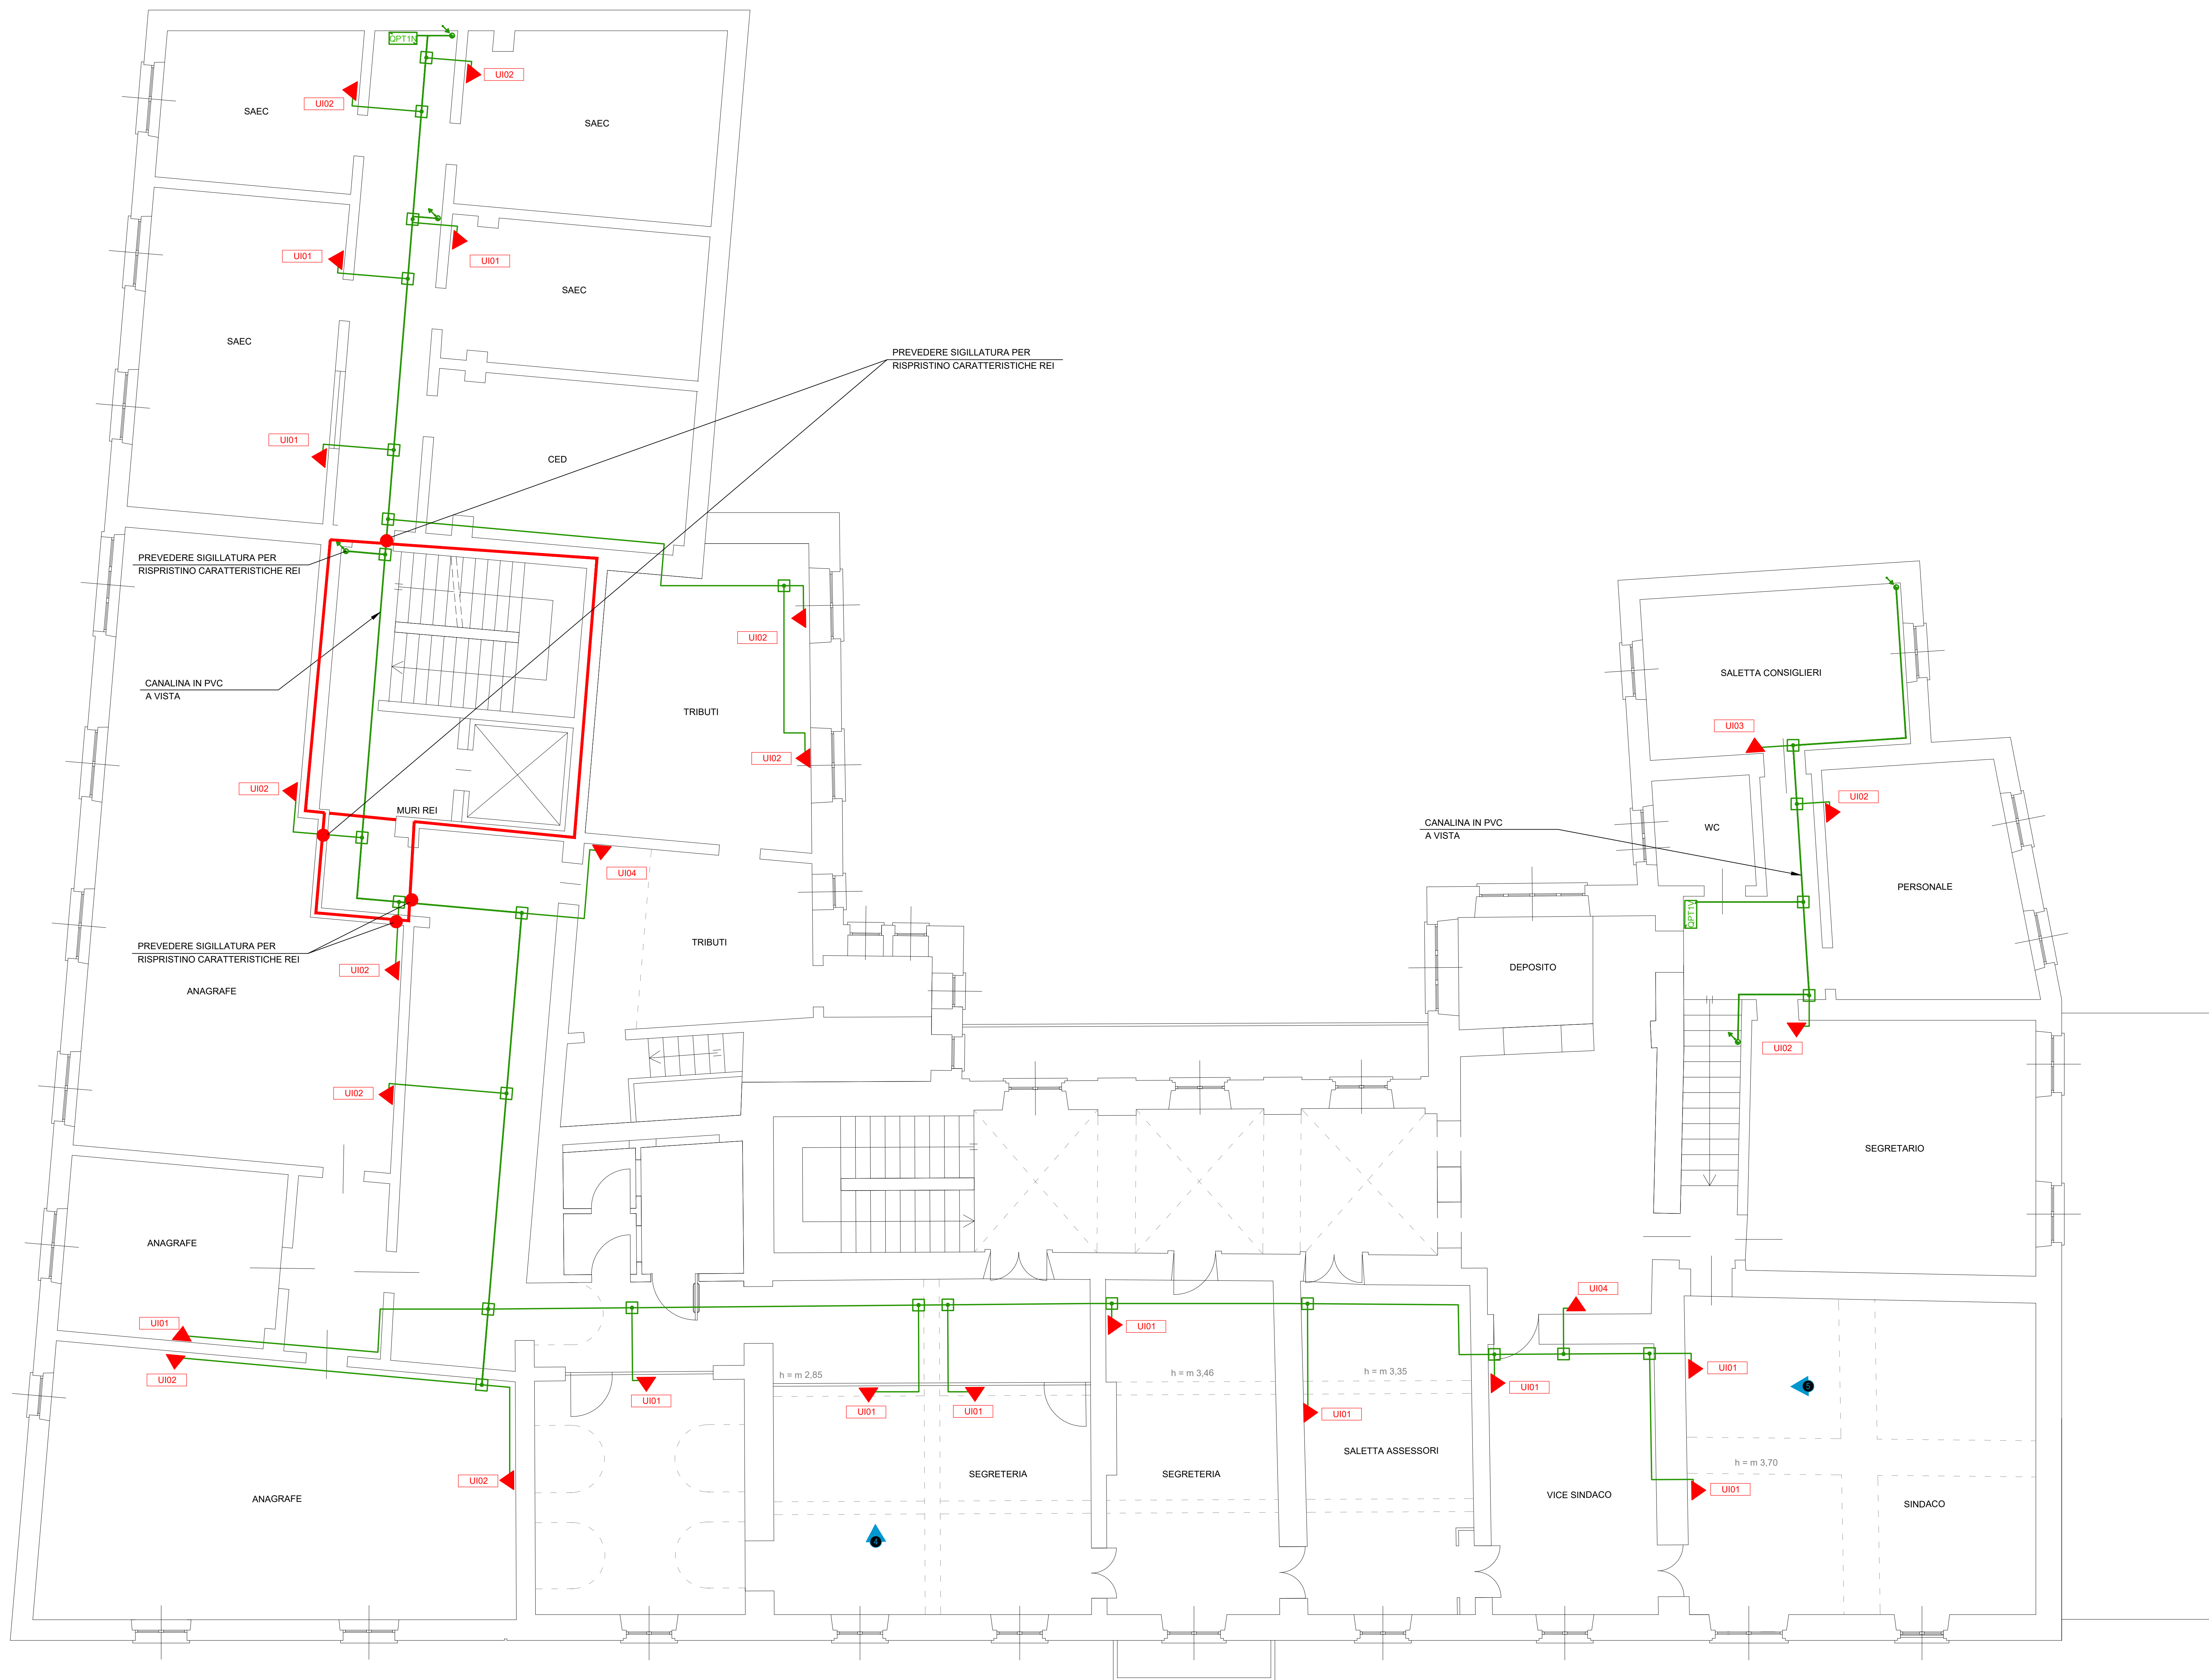 QPT1N
UI02
UI02
SAEC
SAEC
UI01
UI01
SAEC
SAEC
PREVEDERE SIGILLATURA PER
RISPRISTINO CARATTERISTICHE REI
UI01
CED
PREVEDERE SIGILLATURA PER
RISPRISTINO CARATTERISTICHE REI
UI02
CANALINA IN PVC
A VISTA
TRIBUTI
SALETTA CONSIGLIERI
UI03
UI02
UI02
UI02
MURI REI
CANALINA IN PVC
A VISTA
WC
UI04
PERSONALE
QPT1V
PREVEDERE SIGILLATURA PER
RISPRISTINO CARATTERISTICHE REI
TRIBUTI
UI02
DEPOSITO
ANAGRAFE
UI02
UI02
SEGRETARIO
ANAGRAFE
UI04
UI01
UI01
UI01
UI02
h = m 2,85
h = m 3,46
h = m 3,35
UI01
UI01
UI01
UI01
UI01
5
SALETTA ASSESSORI
h = m 3,70
UI02
SEGRETERIA
SEGRETERIA
UI01
ANAGRAFE
VICE SINDACO
SINDACO
4